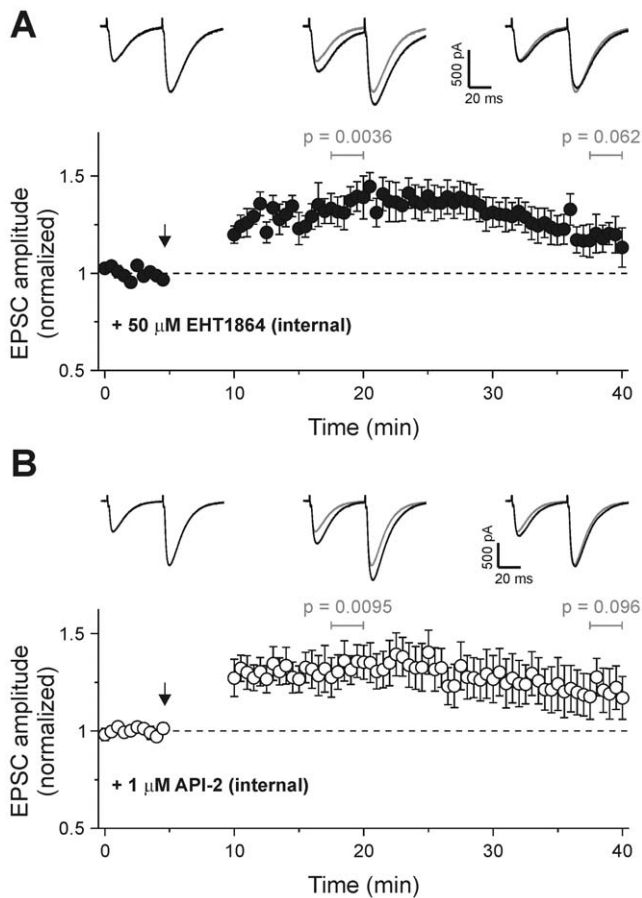 A
500 pA
20 ms
p = 0.0036
p = 0.062
1.5
1
0.5
EPSC amplitude
(normalized)
+ 50 μM EHT1864 (internal)
0 10 20 30 40
Time (min)
B
500 pA
20 ms
p = 0.0095
p = 0.096
1.5
1
0.5
EPSC amplitude
(normalized)
+ 1 μM API-2 (internal)
0 10 20 30 40
Time (min)